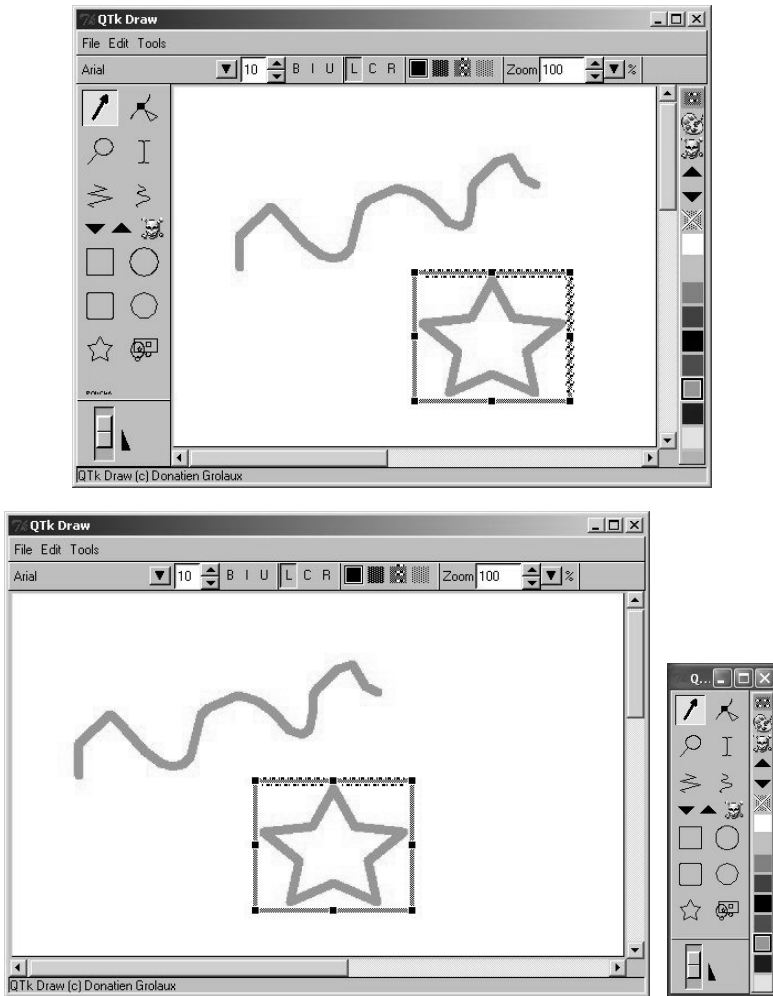 QTk Draw
File Edit Tools
Arial 10 B I U L C R Zoom 100 %
QTk Draw (c) Donatien Grolaux
QTk Draw
File Edit Tools
Arial 10 B I U L C R Zoom 100 %
Q...
QTk Draw (c) Donatien Grolaux